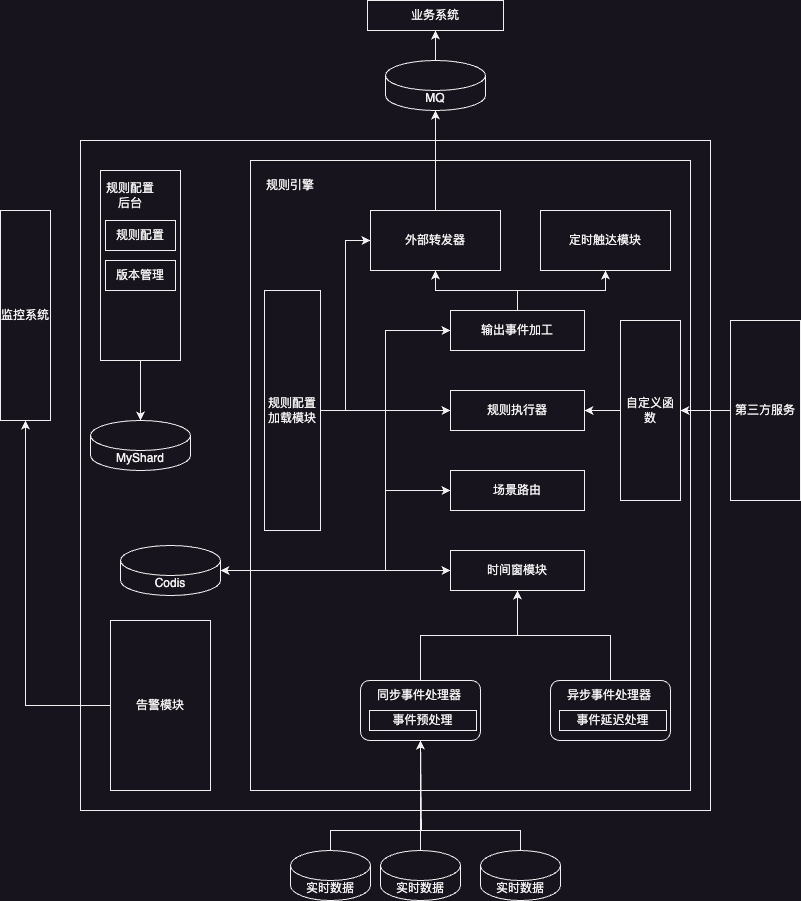 业务系统
MQ
规则配置
后台
规则配置
版本管理
规则引擎
外部转发器
定时触达模块
监控系统
输出事件加工
规则配置
加载模块
规则执行器
自定义函
数
第三方服务
MyShard
场景路由
Codis
时间窗模块
告警模块
同步事件处理器
事件预处理
异步事件处理器
事件延迟处理
实时数据
实时数据
实时数据